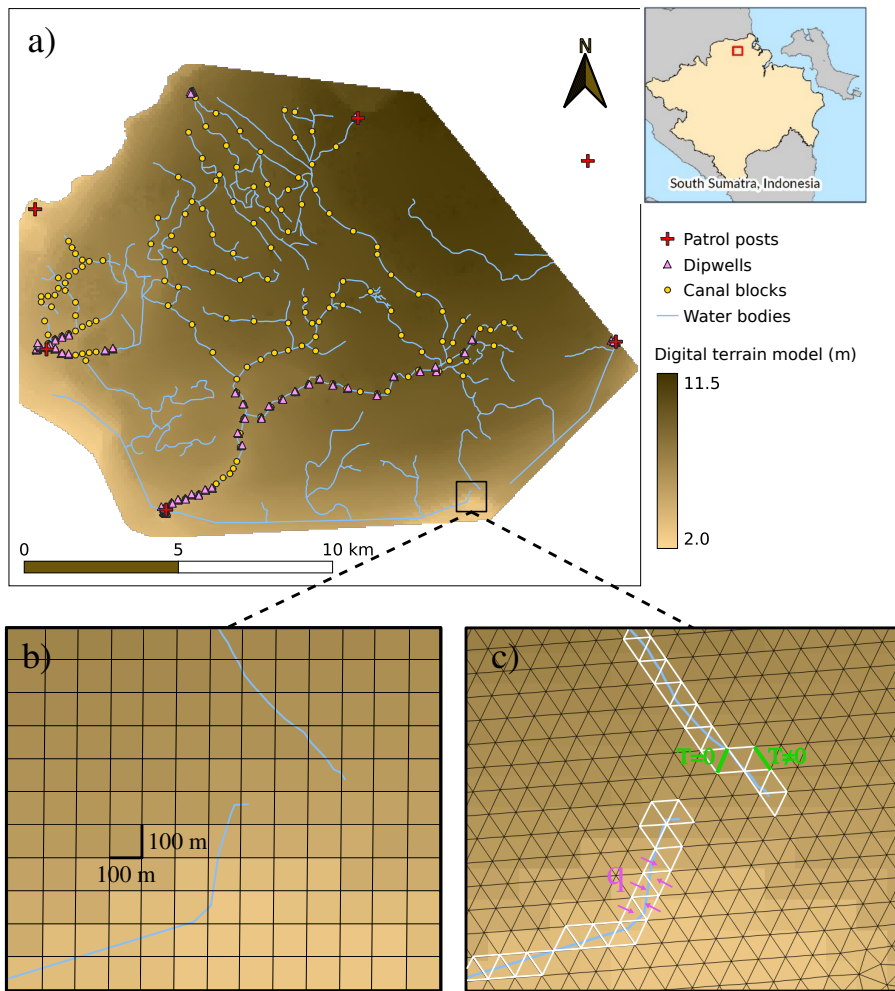 a)
N
South Sumatra, Indonesia
Patrol posts
Dipwells
Canal blocks
Water bodies
Digital terrain model (m)
11.5
2.0
0
5
10 km
b)
100 m
100 m
c)
T=0
T≠0
q